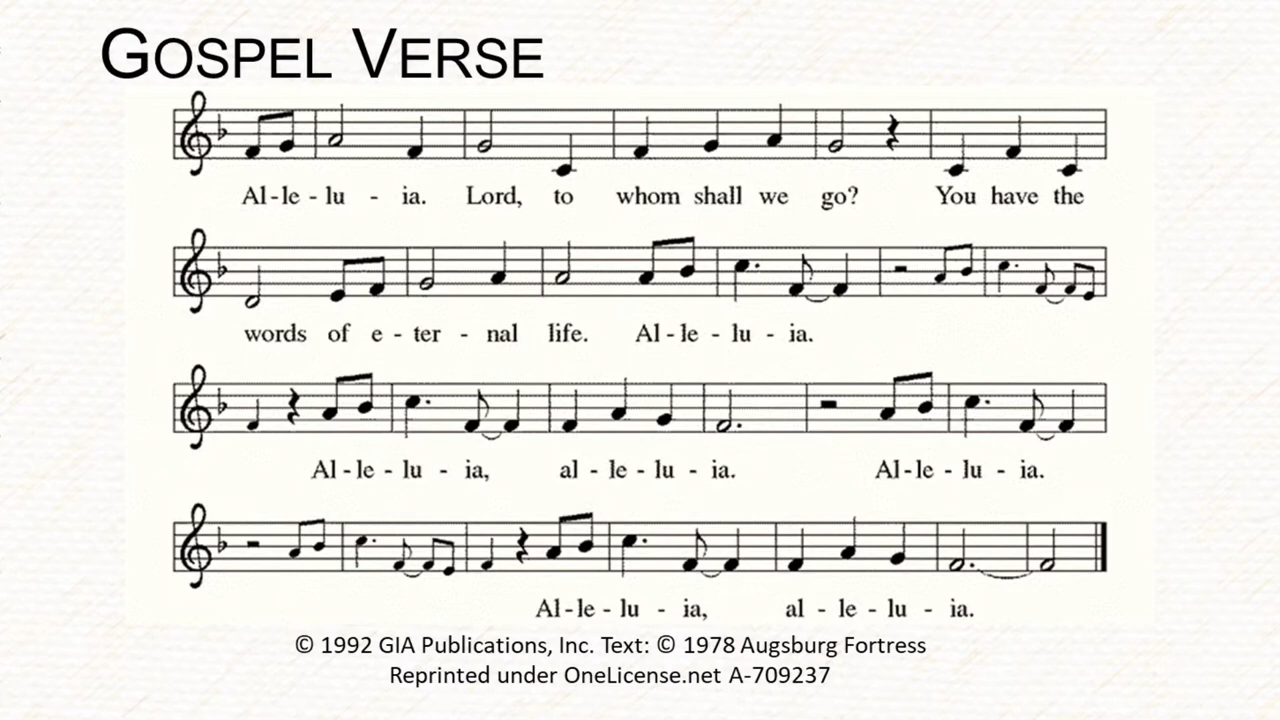 GOSPEL VERSE
Al - le - lu - ia. Lord, to whom shall we go? You have the
words of e - ter - nal life. Al - le - lu - ia.
Al - le - lu - ia, al - le - lu - ia. Al - le - lu - ia.
Al - le - lu - ia, al - le - lu - ia.
© 1992 GIA Publications, Inc. Text: © 1978 Augsburg Fortress
Reprinted under OneLicense.net A-709237